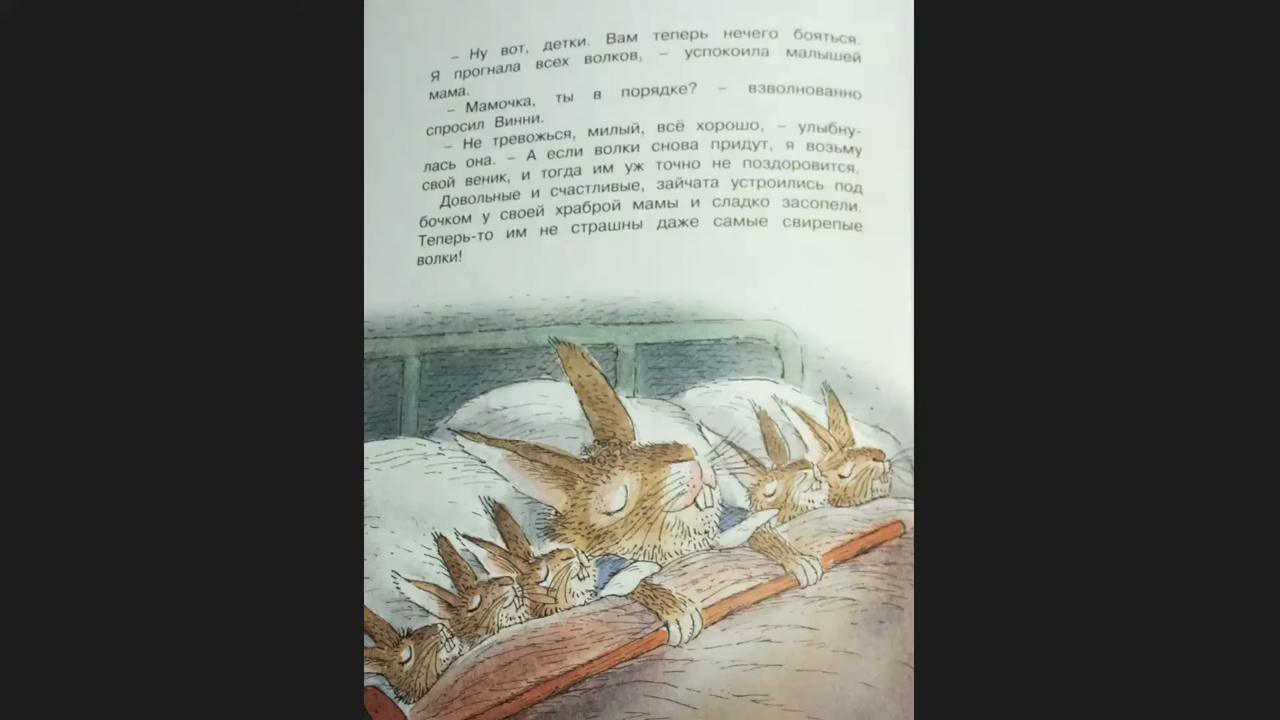 – Ну вот, детки. Вам теперь нечего бояться.
Я прогнала всех волков, – успокоила малышей
мама.
– Мамочка, ты в порядке? – взволнованно
спросил Винни.
– Не тревожься, милый, всё хорошо, – улыбну-
лась она. – А если волки снова придут, я возьму
свой веник, и тогда им уж точно не поздоровится.
Довольные и счастливые, зайчата устроились под
бочком у своей храброй мамы и сладко засопели.
Теперь-то им не страшны даже самые свирепые
волки!